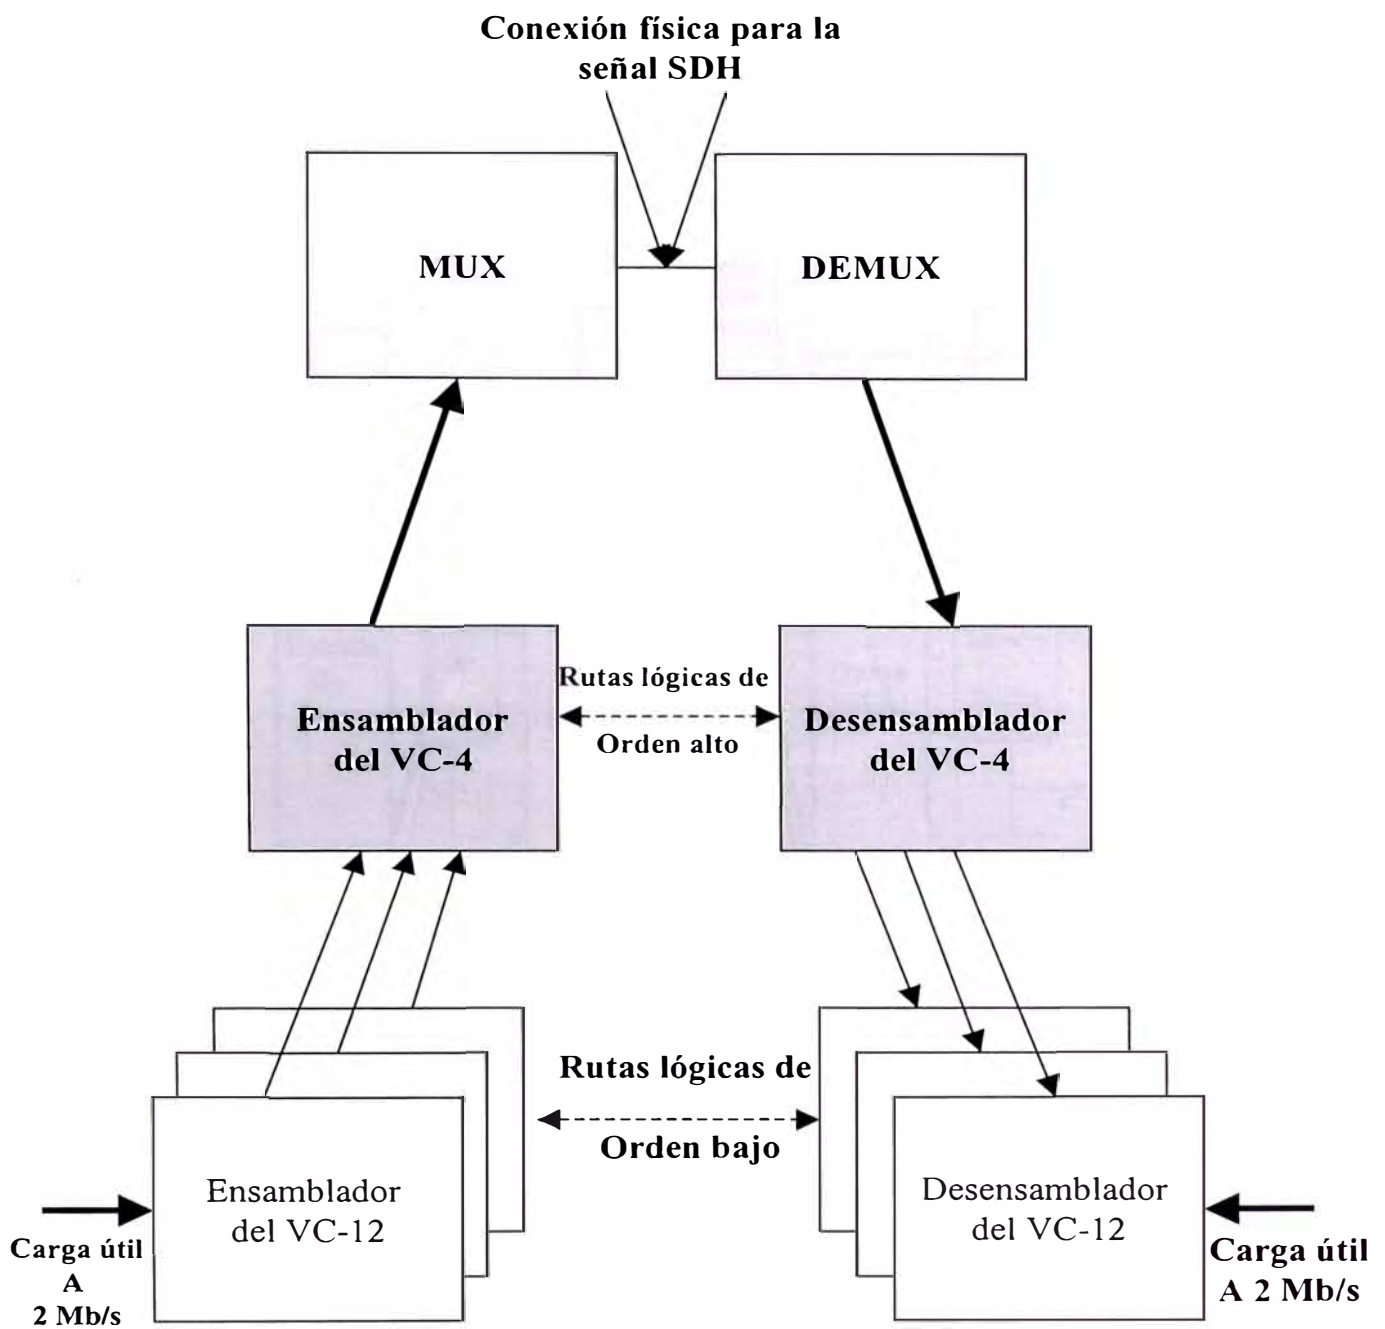 Conexión física para la
señal SDH
MUX
DEMUX
Rutas lógicas de
Orden alto
Ensamblador
del VC-4
Desensamblador
del VC-4
Rutas lógicas de
Orden bajo
Ensamblador
del VC-12
Desensamblador
del VC-12
Carga útil
A
2 Mb/s
Carga útil
A 2 Mb/s